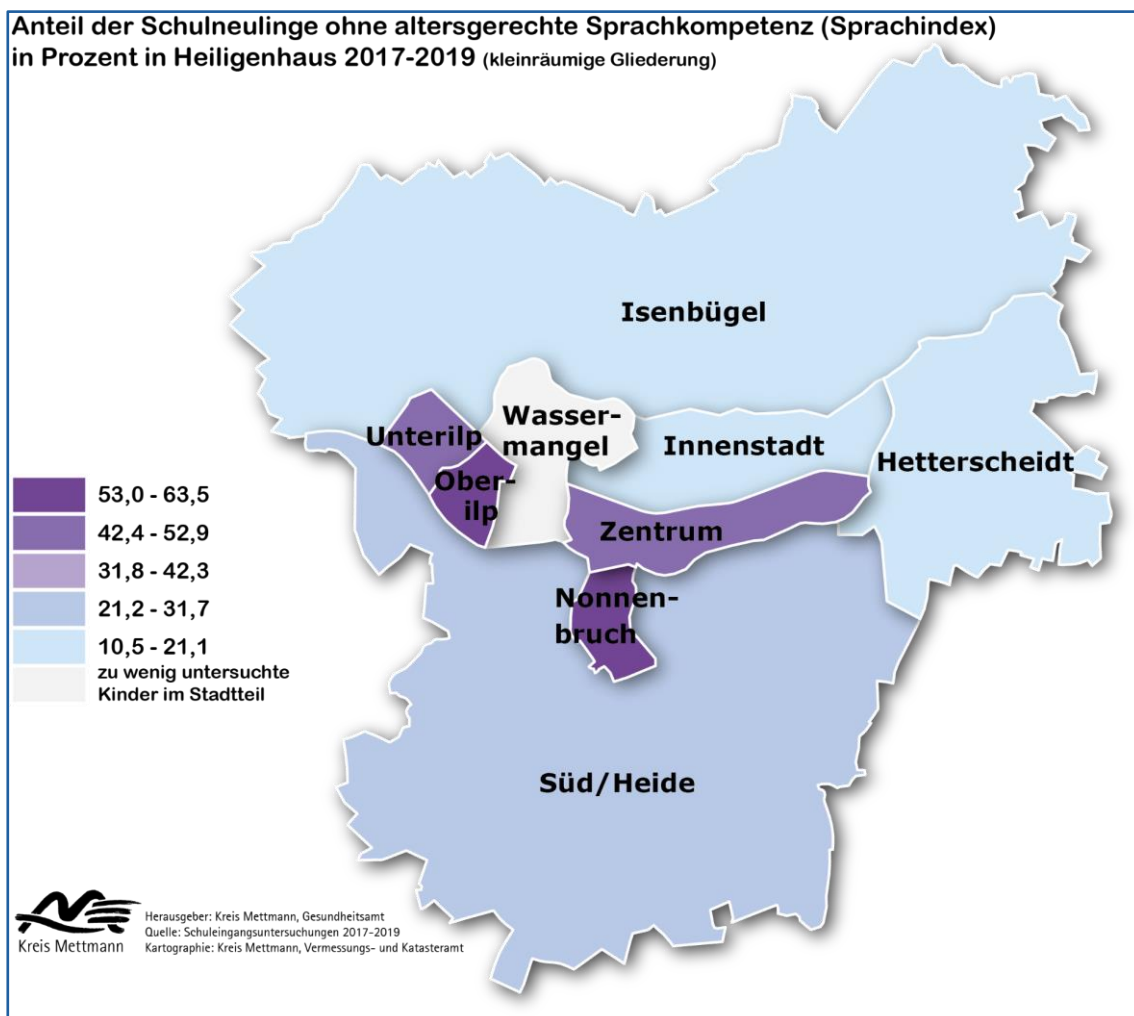 Anteil der Schulneulinge ohne altersgerechte Sprachkompetenz (Sprachindex)
in Prozent in Heiligenhaus 2017-2019 (kleinräumige Gliederung)
Isenbügel
Wasser-
mangel
Unterilp
Innenstadt
Hetterscheidt
Ober-
ilp
Zentrum
Nonnen-
bruch
Süd/Heide
53,0 - 63,5
42,4 - 52,9
31,8 - 42,3
21,2 - 31,7
10,5 - 21,1
zu wenig untersuchte
Kinder im Stadtteil
Kreis Mettmann
Herausgeber: Kreis Mettmann, Gesundheitsamt
Quelle: Schuleingangsuntersuchungen 2017-2019
Kartographie: Kreis Mettmann, Vermessungs- und Katasteramt